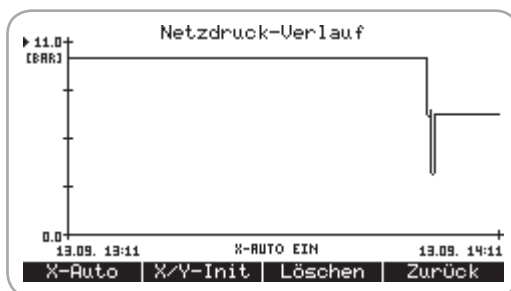 Netzdruck-Verlauf
11.0
[BAR]
0.0
13.09. 13:11 X-AUTO EIN 13.09. 14:11
X-Auto X/Y-Init Löschen Zurück